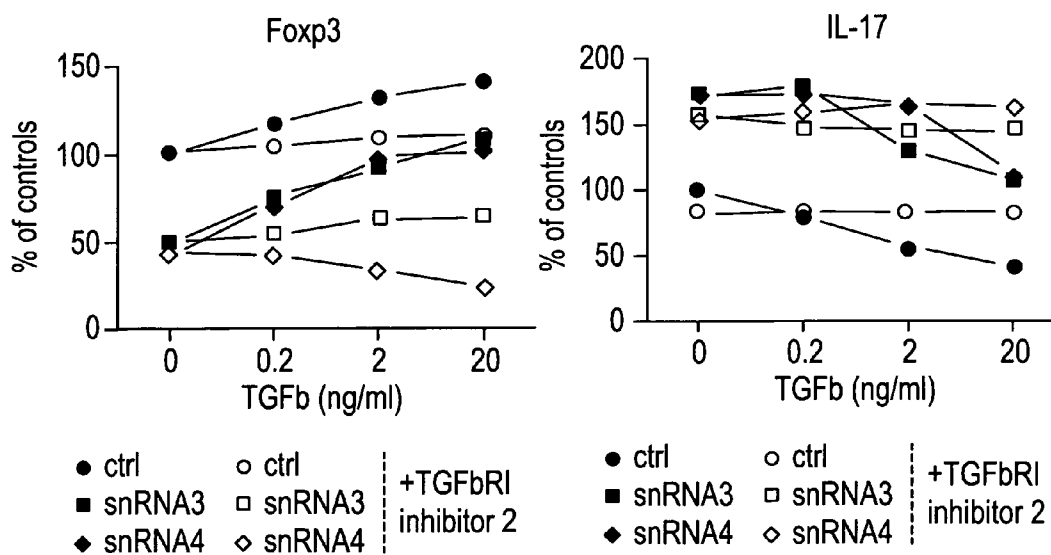 Foxp3
% of controls
150
100
50
0
0 0.2 2 20
TGFb (ng/ml)
ctrl ctrl
snRNA3 snRNA3
snRNA4 snRNA4
+TGFbRI
inhibitor 2
IL-17
% of controls
200
150
100
50
0
0 0.2 2 20
TGFb (ng/ml)
ctrl ctrl
snRNA3 snRNA3
snRNA4 snRNA4
+TGFbRI
inhibitor 2